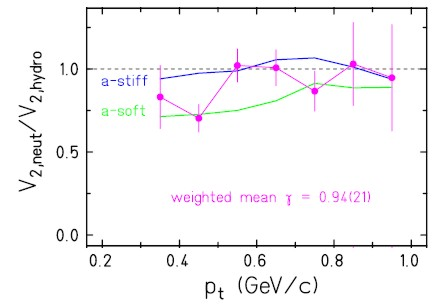 V2,neut/V2,hydro
1.0
0.5
0.0
a-stiff
a-soft
weighted mean γ = 0.94(21)
0.2 0.4 0.6 0.8 1.0
pt (GeV/c)